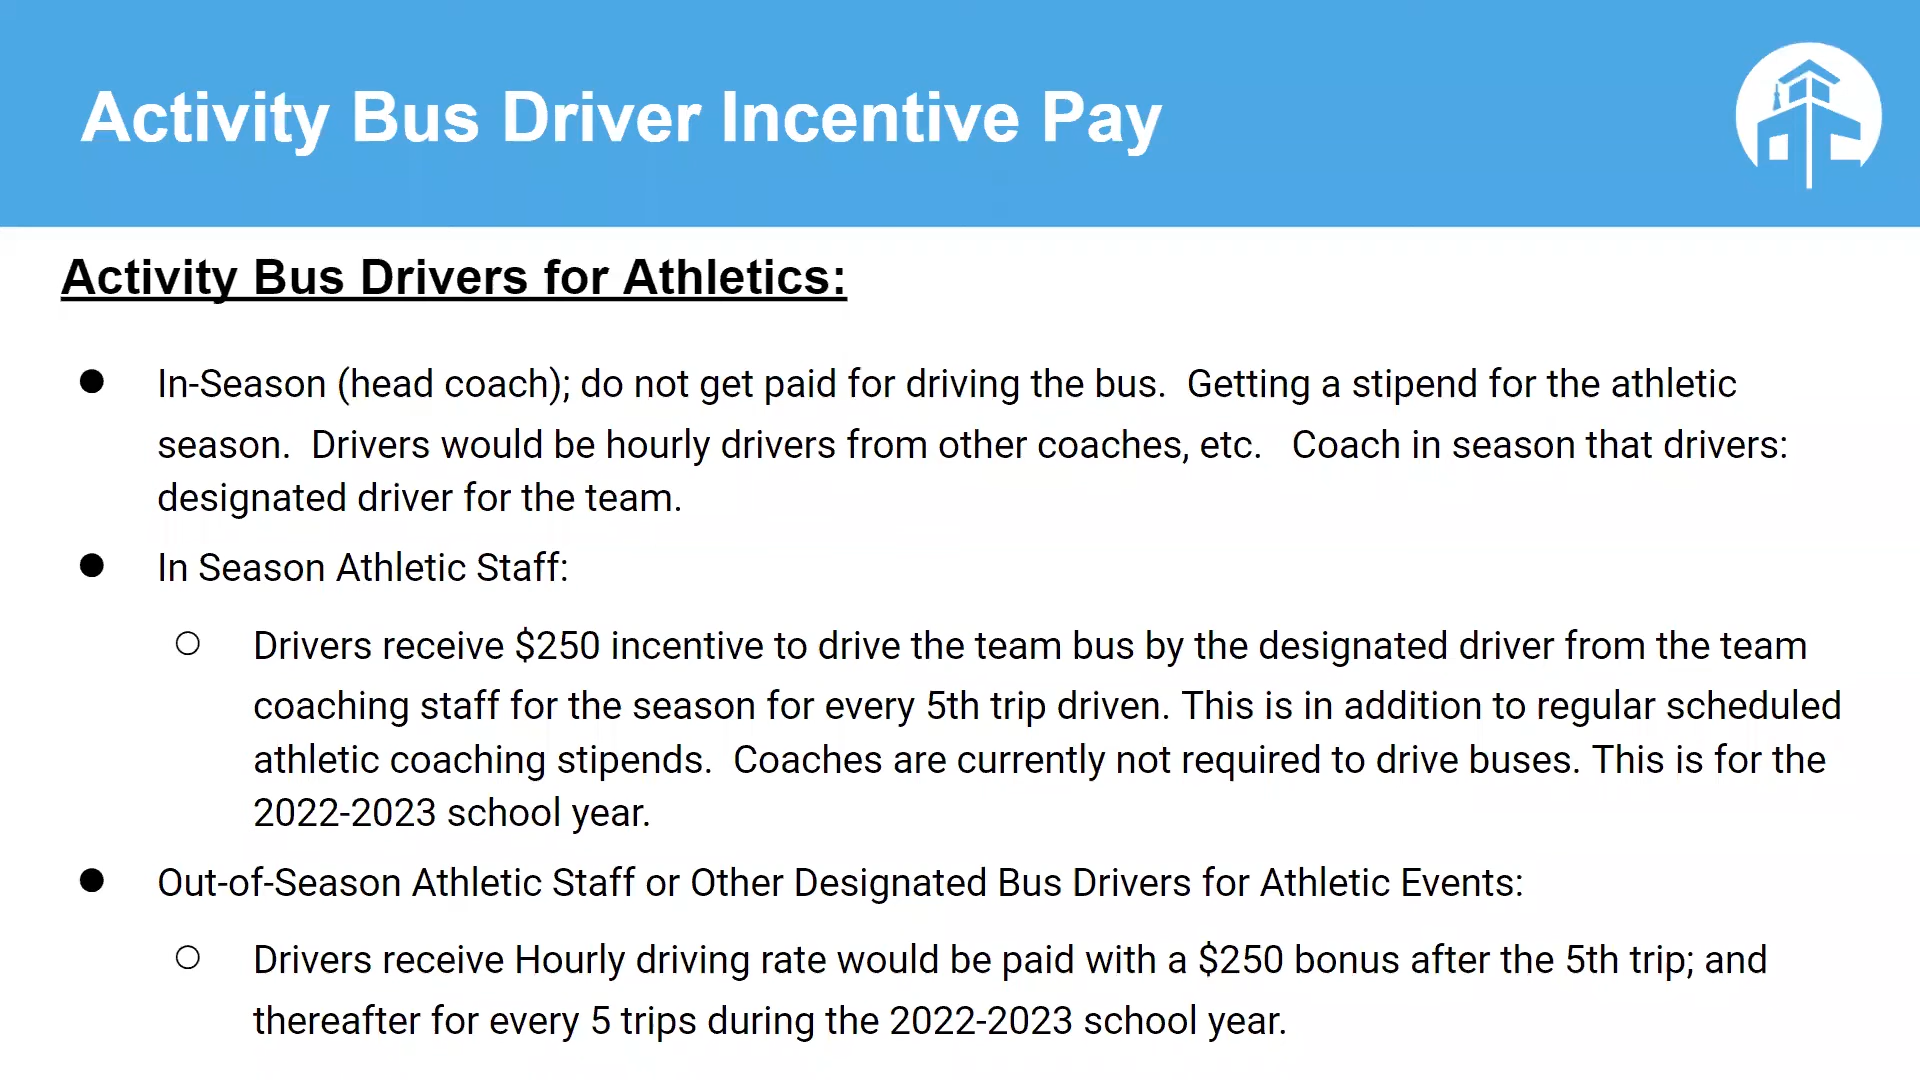 Activity Bus Driver Incentive Pay
Activity Bus Drivers for Athletics:
● In-Season (head coach); do not get paid for driving the bus.  Getting a stipend for the athletic
season.  Drivers would be hourly drivers from other coaches, etc.   Coach in season that drivers:
designated driver for the team.
● In Season Athletic Staff:
○ Drivers receive $250 incentive to drive the team bus by the designated driver from the team
coaching staff for the season for every 5th trip driven. This is in addition to regular scheduled
athletic coaching stipends.  Coaches are currently not required to drive buses. This is for the
2022-2023 school year.
● Out-of-Season Athletic Staff or Other Designated Bus Drivers for Athletic Events:
○ Drivers receive Hourly driving rate would be paid with a $250 bonus after the 5th trip; and
thereafter for every 5 trips during the 2022-2023 school year.